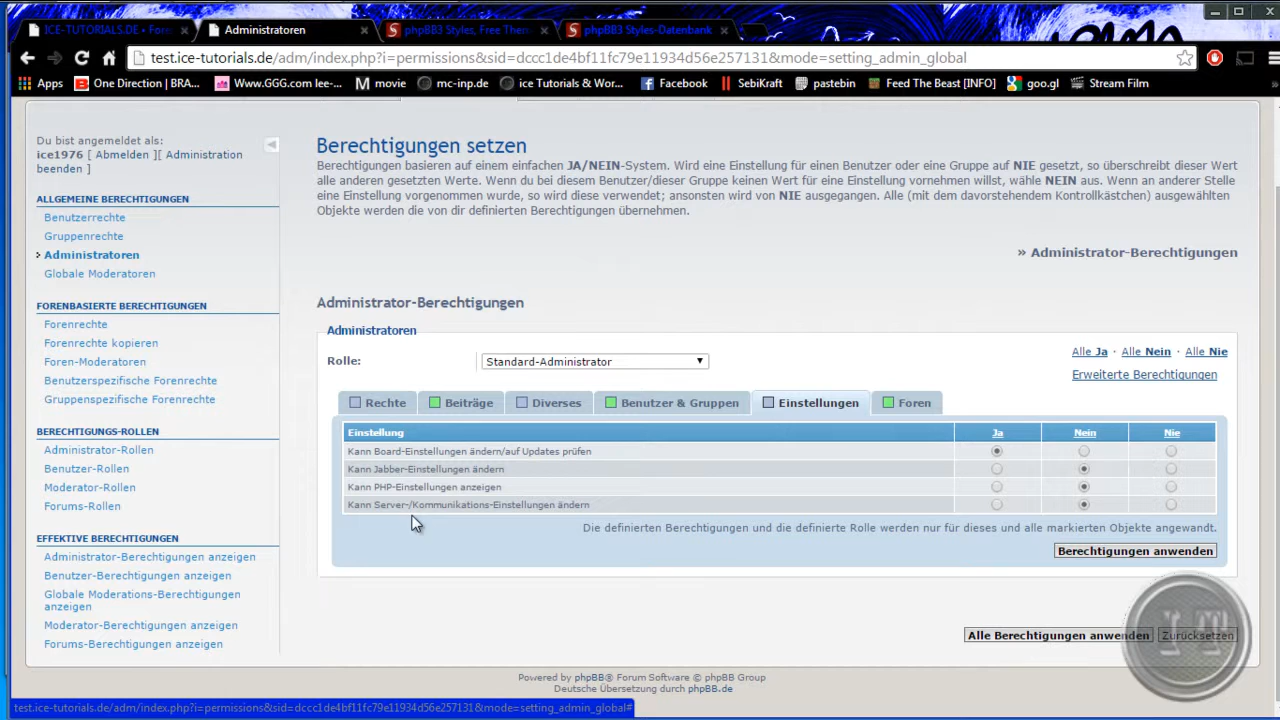 ICE-TUTORIALS.DE • Foren
Administratoren
phpBB3 Styles, Free Them
phpBB3 Styles-Datenbank
test.ice-tutorials.de/adm/index.php?i=permissions&sid=dccc1de4bf11fc79e11934d56e257131&mode=setting_admin_global
Apps
One Direction | BRA...
Www.GGG.com lee-...
movie
mc-inp.de
ice Tutorials & Wor...
Facebook
SebiKraft
pastebin
Feed The Beast [INFO]
goo.gl
Stream Film
»
Du bist angemeldet als:
ice1976 [ Abmelden ][ Administration
beenden ]
ALLGEMEINE BERECHTIGUNGEN
Benutzerrechte
Gruppenrechte
Administratoren
Globale Moderatoren
FORENBASIERTE BERECHTIGUNGEN
Forenrechte
Forenrechte kopieren
Foren-Moderatoren
Benutzerspezifische Forenrechte
Gruppenspezifische Forenrechte
BERECHTIGUNGS-ROLLEN
Administrator-Rollen
Benutzer-Rollen
Moderator-Rollen
Forums-Rollen
EFFEKTIVE BERECHTIGUNGEN
Administrator-Berechtigungen anzeigen
Benutzer-Berechtigungen anzeigen
Globale Moderations-Berechtigungen
anzeigen
Moderator-Berechtigungen anzeigen
Forums-Berechtigungen anzeigen
Berechtigungen setzen
Berechtigungen basieren auf einem einfachen JA/NEIN-System. Wird eine Einstellung für einen Benutzer oder eine Gruppe auf NIE gesetzt, so überschreibt dieser Wert
alle anderen gesetzten Werte. Wenn du bei diesem Benutzer/dieser Gruppe keinen Wert für eine Einstellung vornehmen willst, wähle NEIN aus. Wenn an anderer Stelle
eine Einstellung vorgenommen wurde, so wird diese verwendet; ansonsten wird von NIE ausgegangen. Alle (mit dem davorstehendem Kontrollkästchen) ausgewählten
Objekte werden die von dir definierten Berechtigungen übernehmen.
» Administrator-Berechtigungen
Administrator-Berechtigungen
Administratoren
Rolle: Standard-Administrator
Alle Ja · Alle Nein · Alle Nie
Erweiterte Berechtigungen
Rechte Beiträge Diverses Benutzer & Gruppen Einstellungen Foren
Einstellung Ja Nein Nie
Kann Board-Einstellungen ändern/auf Updates prüfen
Kann Jabber-Einstellungen ändern
Kann PHP-Einstellungen anzeigen
Kann Server-/Kommunikations-Einstellungen ändern
Die definierten Berechtigungen und die definierte Rolle werden nur für dieses und alle markierten Objekte angewandt.
Berechtigungen anwenden
Alle Berechtigungen anwenden Zurücksetzen
IT
Powered by phpBB® Forum Software © phpBB Group
Deutsche Übersetzung durch phpBB.de
test.ice-tutorials.de/adm/index.php?i=permissions&sid=dccc1de4bf11fc79e11934d56e257131&mode=setting_admin_global#